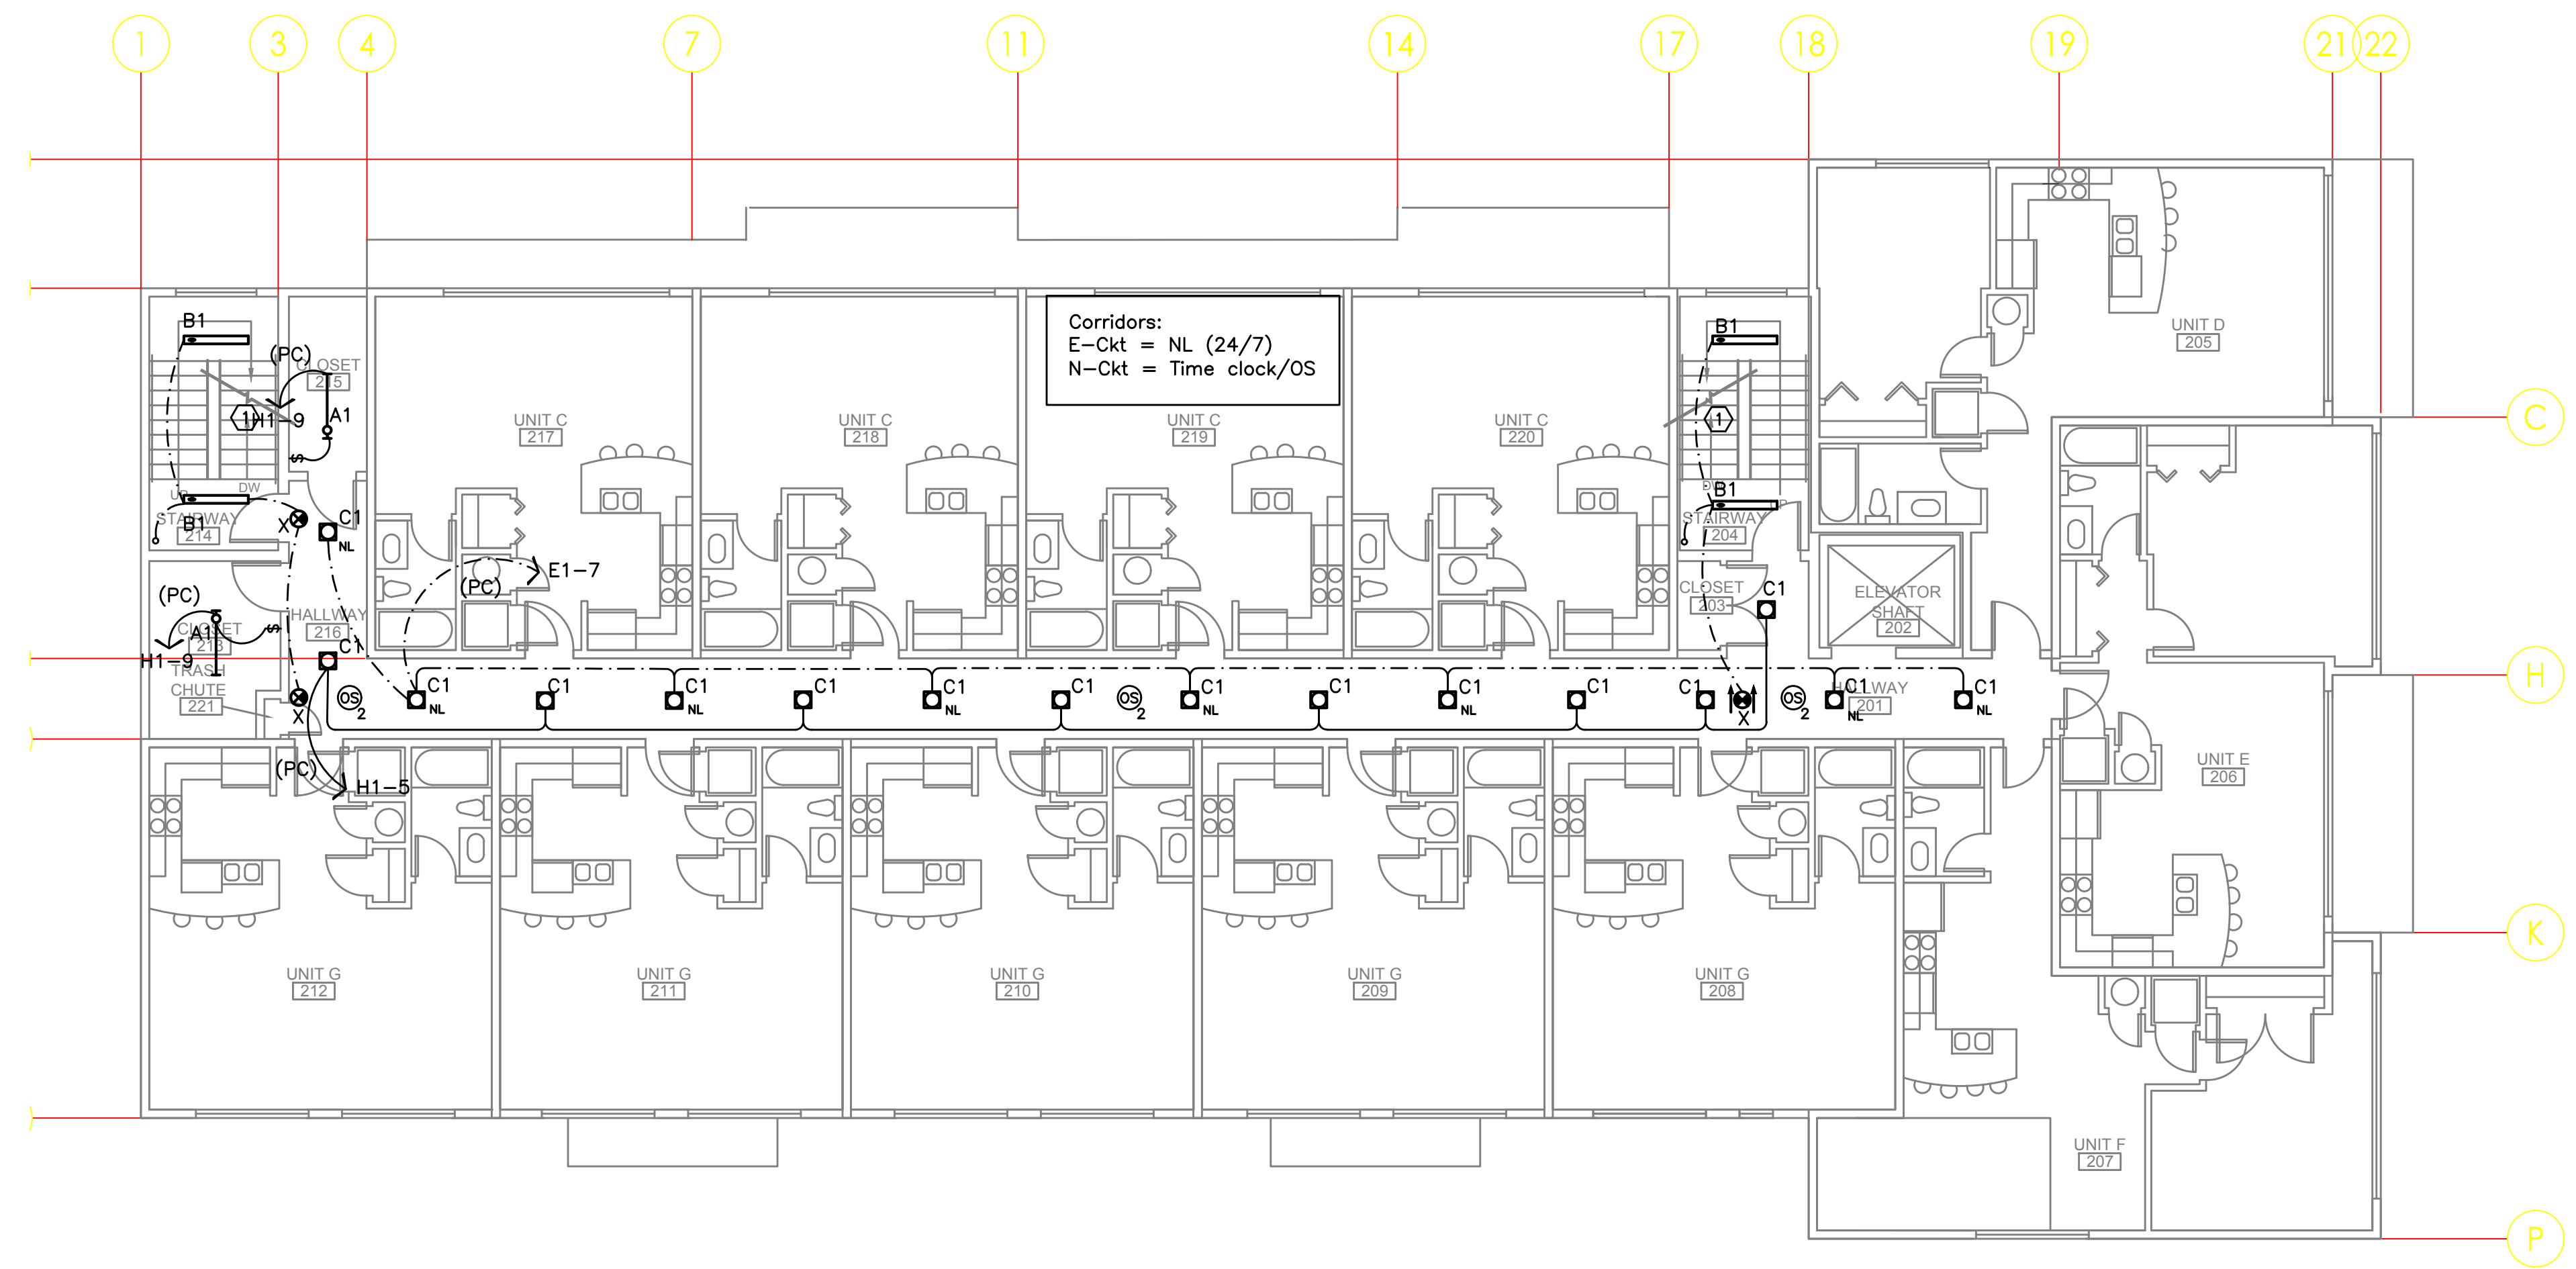 1
3
4
7
11
14
17
18
19
21
22
C
H
K
P
Corridors:
E-Ckt = NL (24/7)
N-Ckt = Time clock/OS
B1
(PC)
CLOSET
215
A1
1
H1-9
S
UP
DW
B1
STAIRWAY
214
X
C1
NL
(PC)
HALLWAY
216
CLOSET
213
A1
S
H1-9
TRASH
CHUTE
221
C1
X
OS
2
(PC)
H1-5
UNIT C
217
UNIT C
218
UNIT C
219
UNIT C
220
(PC)
E1-7
B1
1
B1
STAIRWAY
204
CLOSET
203
C1
ELEVATOR
SHAFT
202
UNIT D
205
C1
NL
C1
C1
NL
C1
C1
NL
C1
OS
2
C1
NL
C1
C1
NL
C1
C1
X
OS
2
C1
NL
HALLWAY
201
C1
NL
UNIT E
206
UNIT G
212
UNIT G
211
UNIT G
210
UNIT G
209
UNIT G
208
UNIT F
207